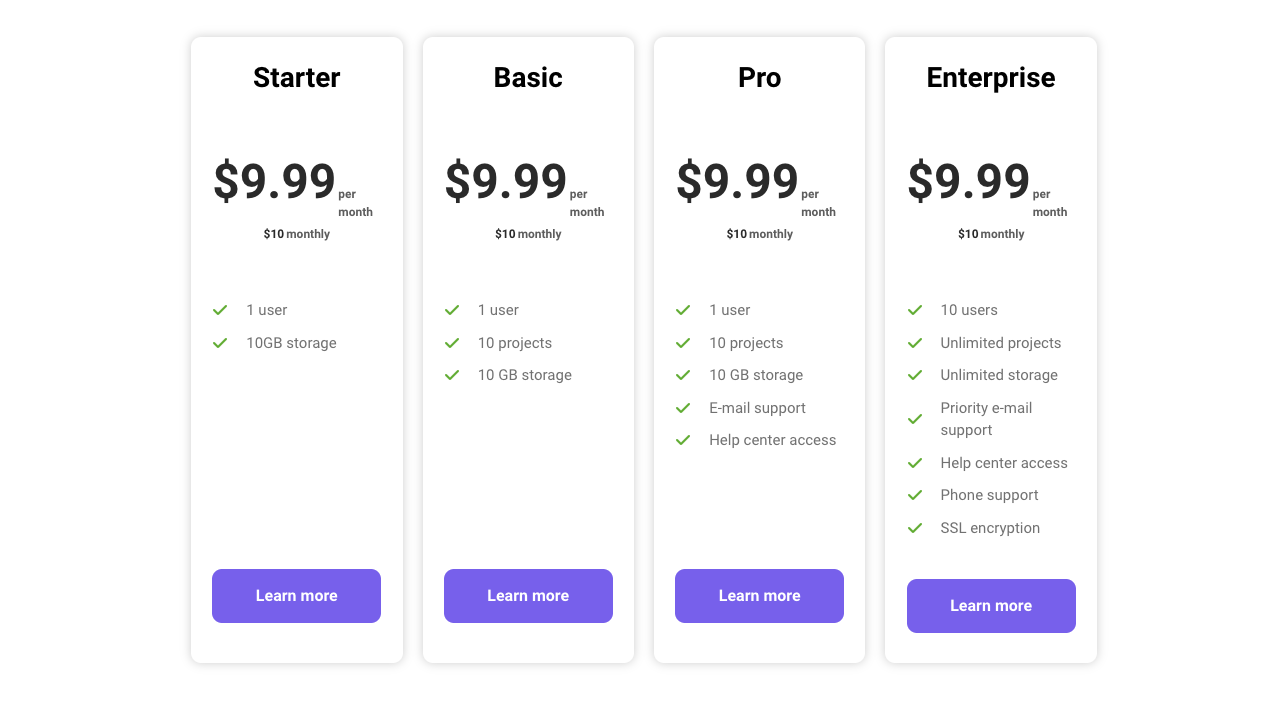 Starter
$9.99 per
month
$10 monthly
1 user
10GB storage
Learn more
Basic
$9.99 per
month
$10 monthly
1 user
10 projects
10 GB storage
Learn more
Pro
$9.99 per
month
$10 monthly
1 user
10 projects
10 GB storage
E-mail support
Help center access
Learn more
Enterprise
$9.99 per
month
$10 monthly
10 users
Unlimited projects
Unlimited storage
Priority e-mail
support
Help center access
Phone support
SSL encryption
Learn more